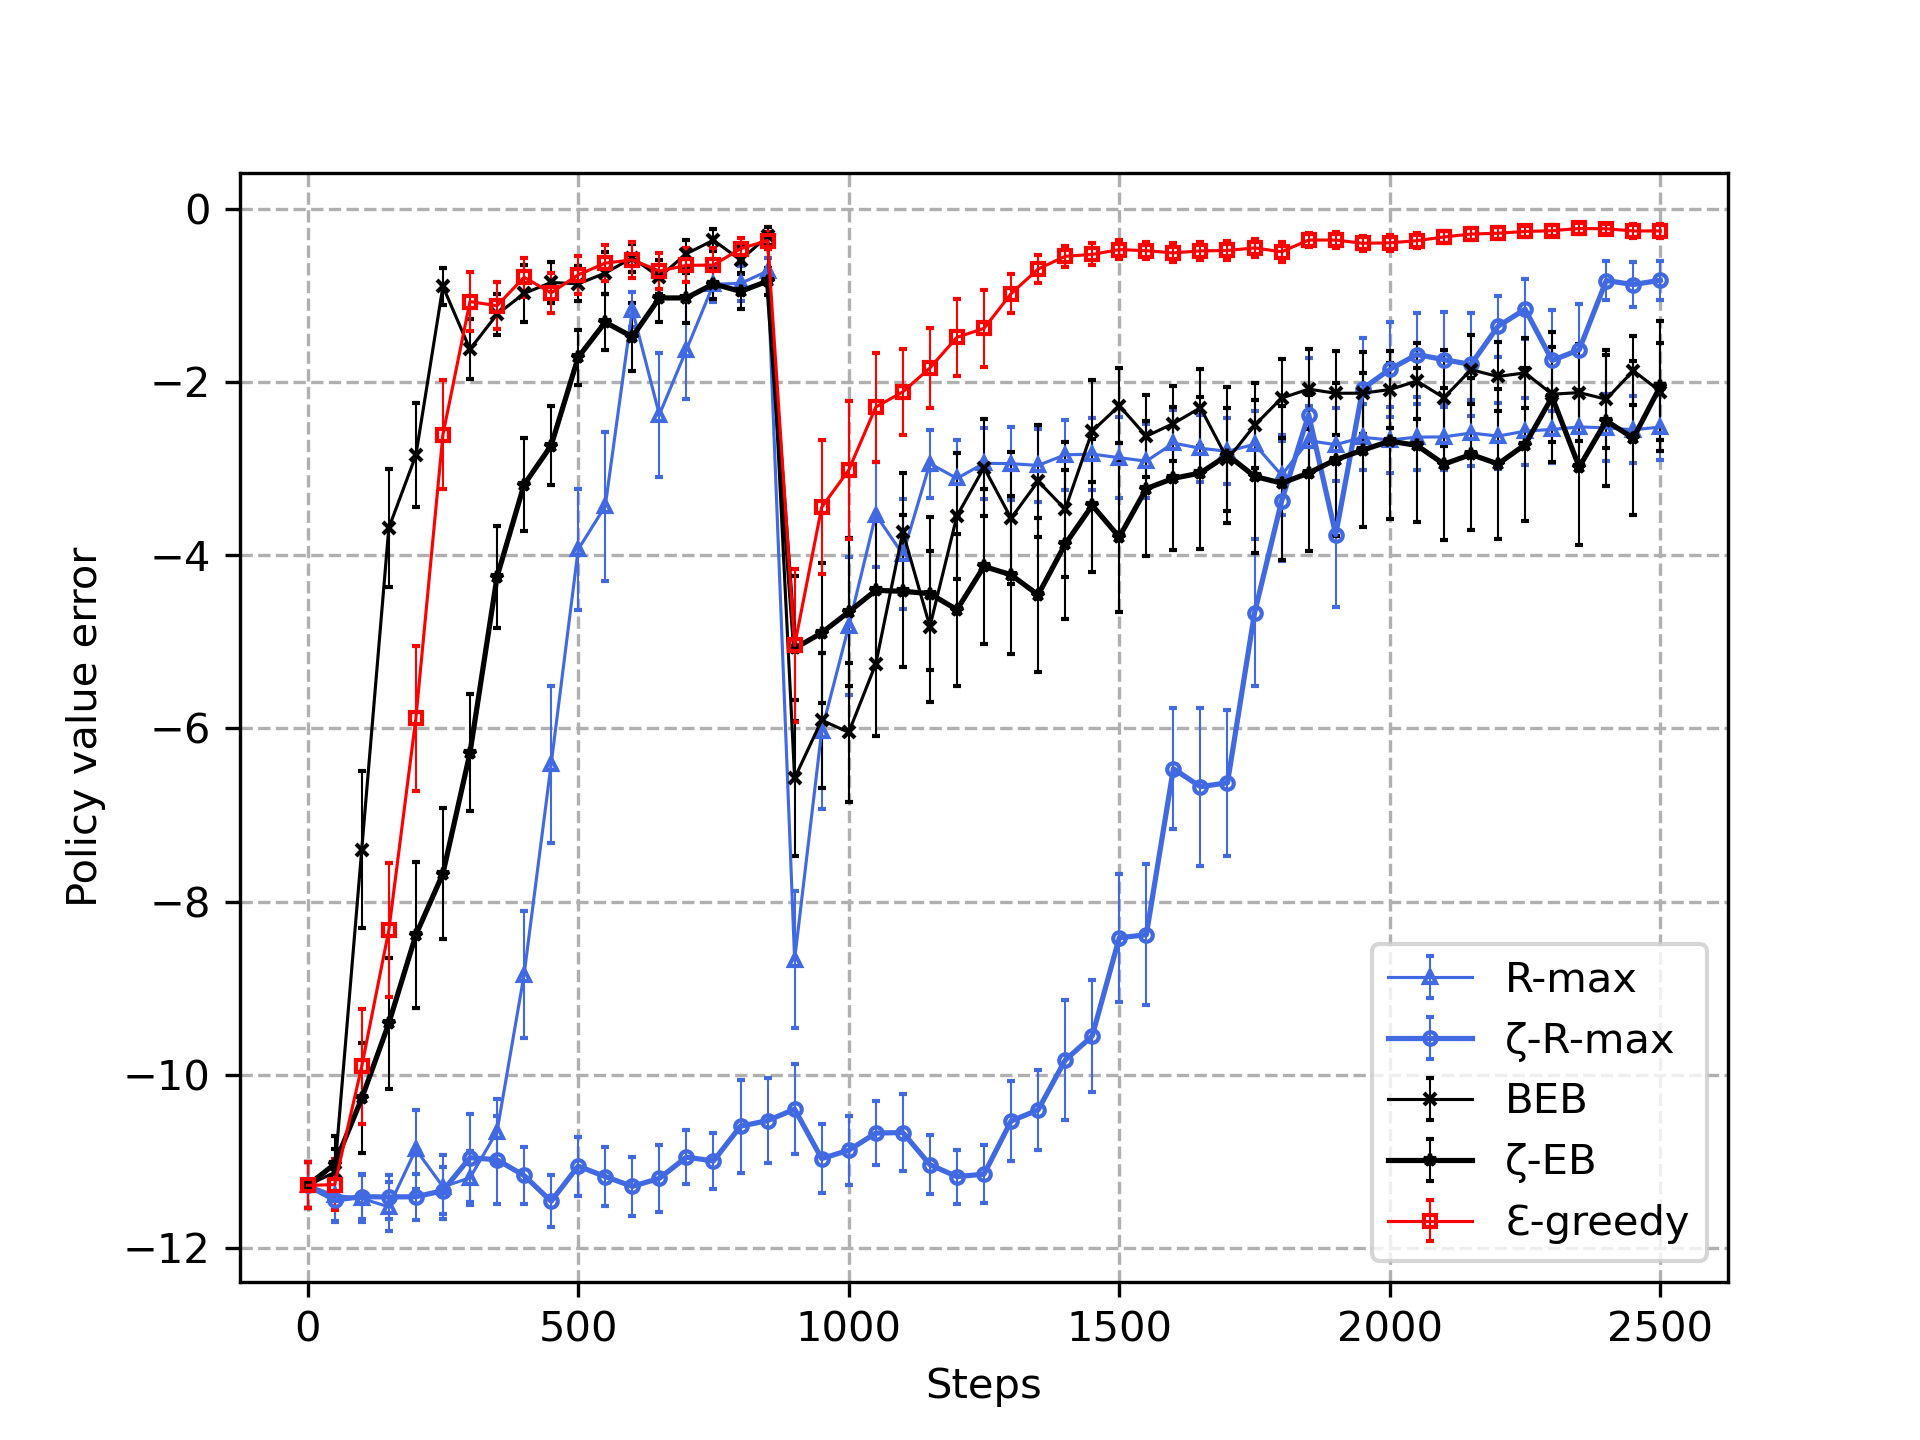 0
−2
−4
−6
−8
−10
−12
Policy value error
0 500 1000 1500 2000 2500
Steps
R-max
ζ-R-max
BEB
ζ-EB
Ɛ-greedy